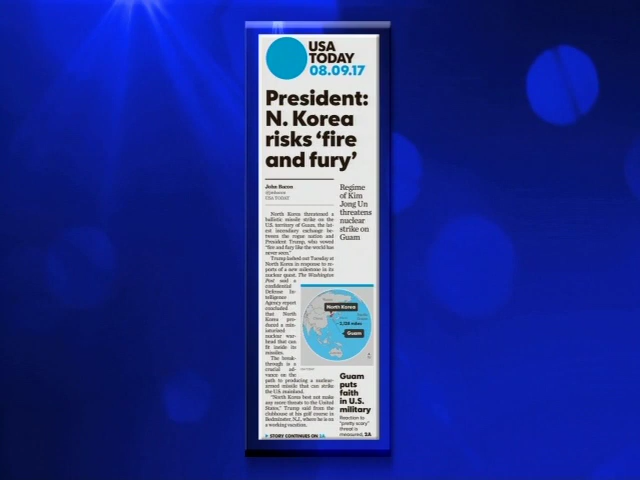 USA
TODAY
08.09.17
President:
N. Korea
risks ‘fire
and fury’
John Bacon
@jmbacon
USA TODAY
Regime
of Kim
Jong Un
threatens
nuclear
strike on
Guam
North Korea threatened a
ballistic missile strike on the
U.S. territory of Guam, the lat-
est incendiary exchange be-
tween the rogue nation and
President Trump, who vowed
"fire and fury like the world has
never seen."
Trump lashed out Tuesday at
North Korea in response to re-
ports of a new milestone in its
nuclear quest. The Washington
Post said a
confidential
Defense In-
telligence
Agency report
concluded
that North
Korea pro-
duced a min-
iaturized
nuclear war-
head that can
fit inside its
missiles.
The break-
through is a
crucial ad-
vance on the
path to producing a nuclear-
armed missile that can strike
the U.S. mainland.
"North Korea best not make
any more threats to the United
States," Trump said from the
clubhouse at his golf course in
Bedminster, N.J., where he is on
a working vacation.
STORY CONTINUES ON 2A
North Korea
2,128 miles
Guam
Guam
puts
faith
in U.S.
military
Reaction to
"pretty scary"
threat is
measured, 2A